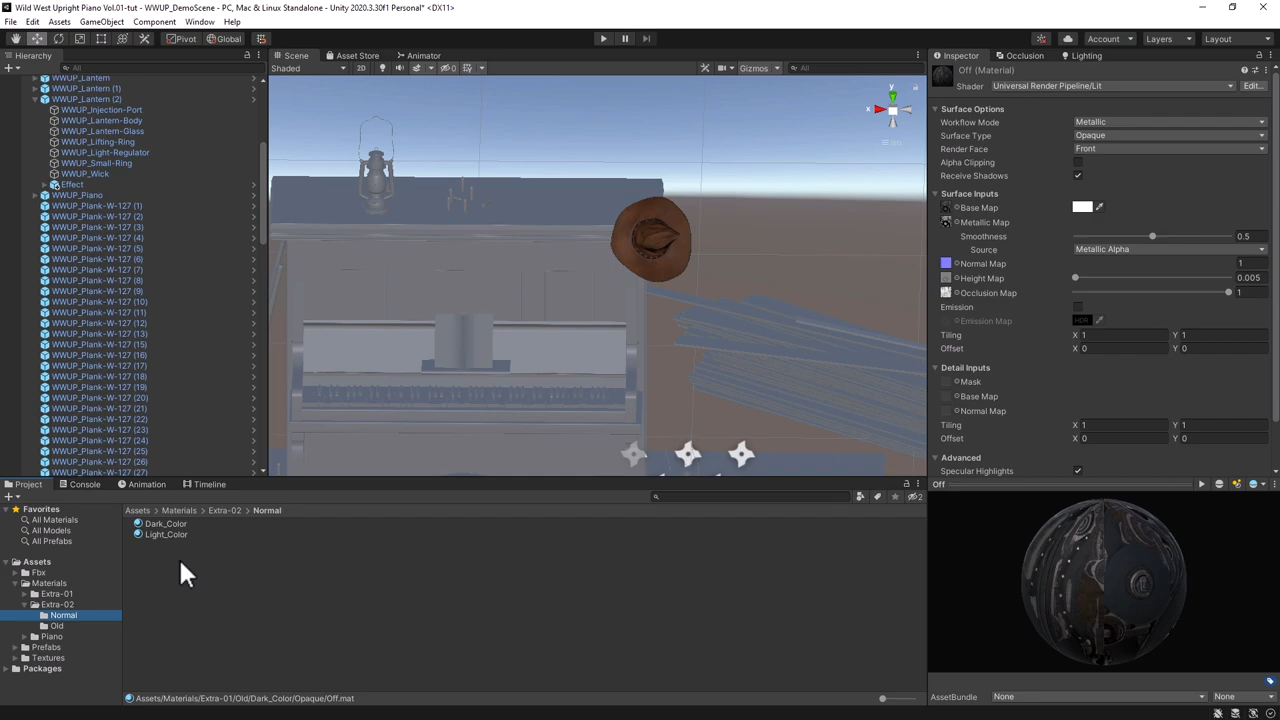 Wild West Upright Piano Vol.01-tut - WWUP_DemoScene - PC, Mac & Linux Standalone - Unity 2020.3.30f1 Personal* <DX11>
File Edit Assets GameObject Component Window Help
Pivot Global Account Layers Layout
Hierarchy
All
WWUP_Lantern
WWUP_Lantern (1)
WWUP_Lantern (2)
WWUP_Injection-Port
WWUP_Lantern-Body
WWUP_Lantern-Glass
WWUP_Lifting-Ring
WWUP_Light-Regulator
WWUP_Small-Ring
WWUP_Wick
Effect
WWUP_Piano
WWUP_Plank-W-127 (1)
WWUP_Plank-W-127 (2)
WWUP_Plank-W-127 (3)
WWUP_Plank-W-127 (4)
WWUP_Plank-W-127 (5)
WWUP_Plank-W-127 (6)
WWUP_Plank-W-127 (7)
WWUP_Plank-W-127 (8)
WWUP_Plank-W-127 (9)
WWUP_Plank-W-127 (10)
WWUP_Plank-W-127 (11)
WWUP_Plank-W-127 (12)
WWUP_Plank-W-127 (13)
WWUP_Plank-W-127 (15)
WWUP_Plank-W-127 (16)
WWUP_Plank-W-127 (17)
WWUP_Plank-W-127 (18)
WWUP_Plank-W-127 (19)
WWUP_Plank-W-127 (20)
WWUP_Plank-W-127 (21)
WWUP_Plank-W-127 (22)
WWUP_Plank-W-127 (23)
WWUP_Plank-W-127 (24)
WWUP_Plank-W-127 (25)
WWUP_Plank-W-127 (26)
WWUP_Plank-W-127 (27)
Scene Asset Store Animator
Shaded 2D 0 Gizmos All
y
x
Inspector Occlusion Lighting
Off (Material)
Shader Universal Render Pipeline/Lit Edit...
Surface Options
Workflow Mode Metallic
Surface Type Opaque
Render Face Front
Alpha Clipping
Receive Shadows
Surface Inputs
Base Map
Metallic Map
Smoothness 0.5
Source Metallic Alpha
Normal Map 1
Height Map 0.005
Occlusion Map 1
Emission
Emission Map HDR
Tiling X 1 Y 1
Offset X 0 Y 0
Detail Inputs
Mask
Base Map
Normal Map
Tiling X 1 Y 1
Offset X 0 Y 0
Advanced
Specular Highlights
Off
AssetBundle None None
Project Console Animation Timeline
2
Favorites
All Materials
All Models
All Prefabs
Assets
Fbx
Materials
Extra-01
Extra-02
Normal
Old
Piano
Prefabs
Textures
Packages
Assets Materials Extra-02 Normal
Dark_Color
Light_Color
Assets/Materials/Extra-01/Old/Dark_Color/Opaque/Off.mat